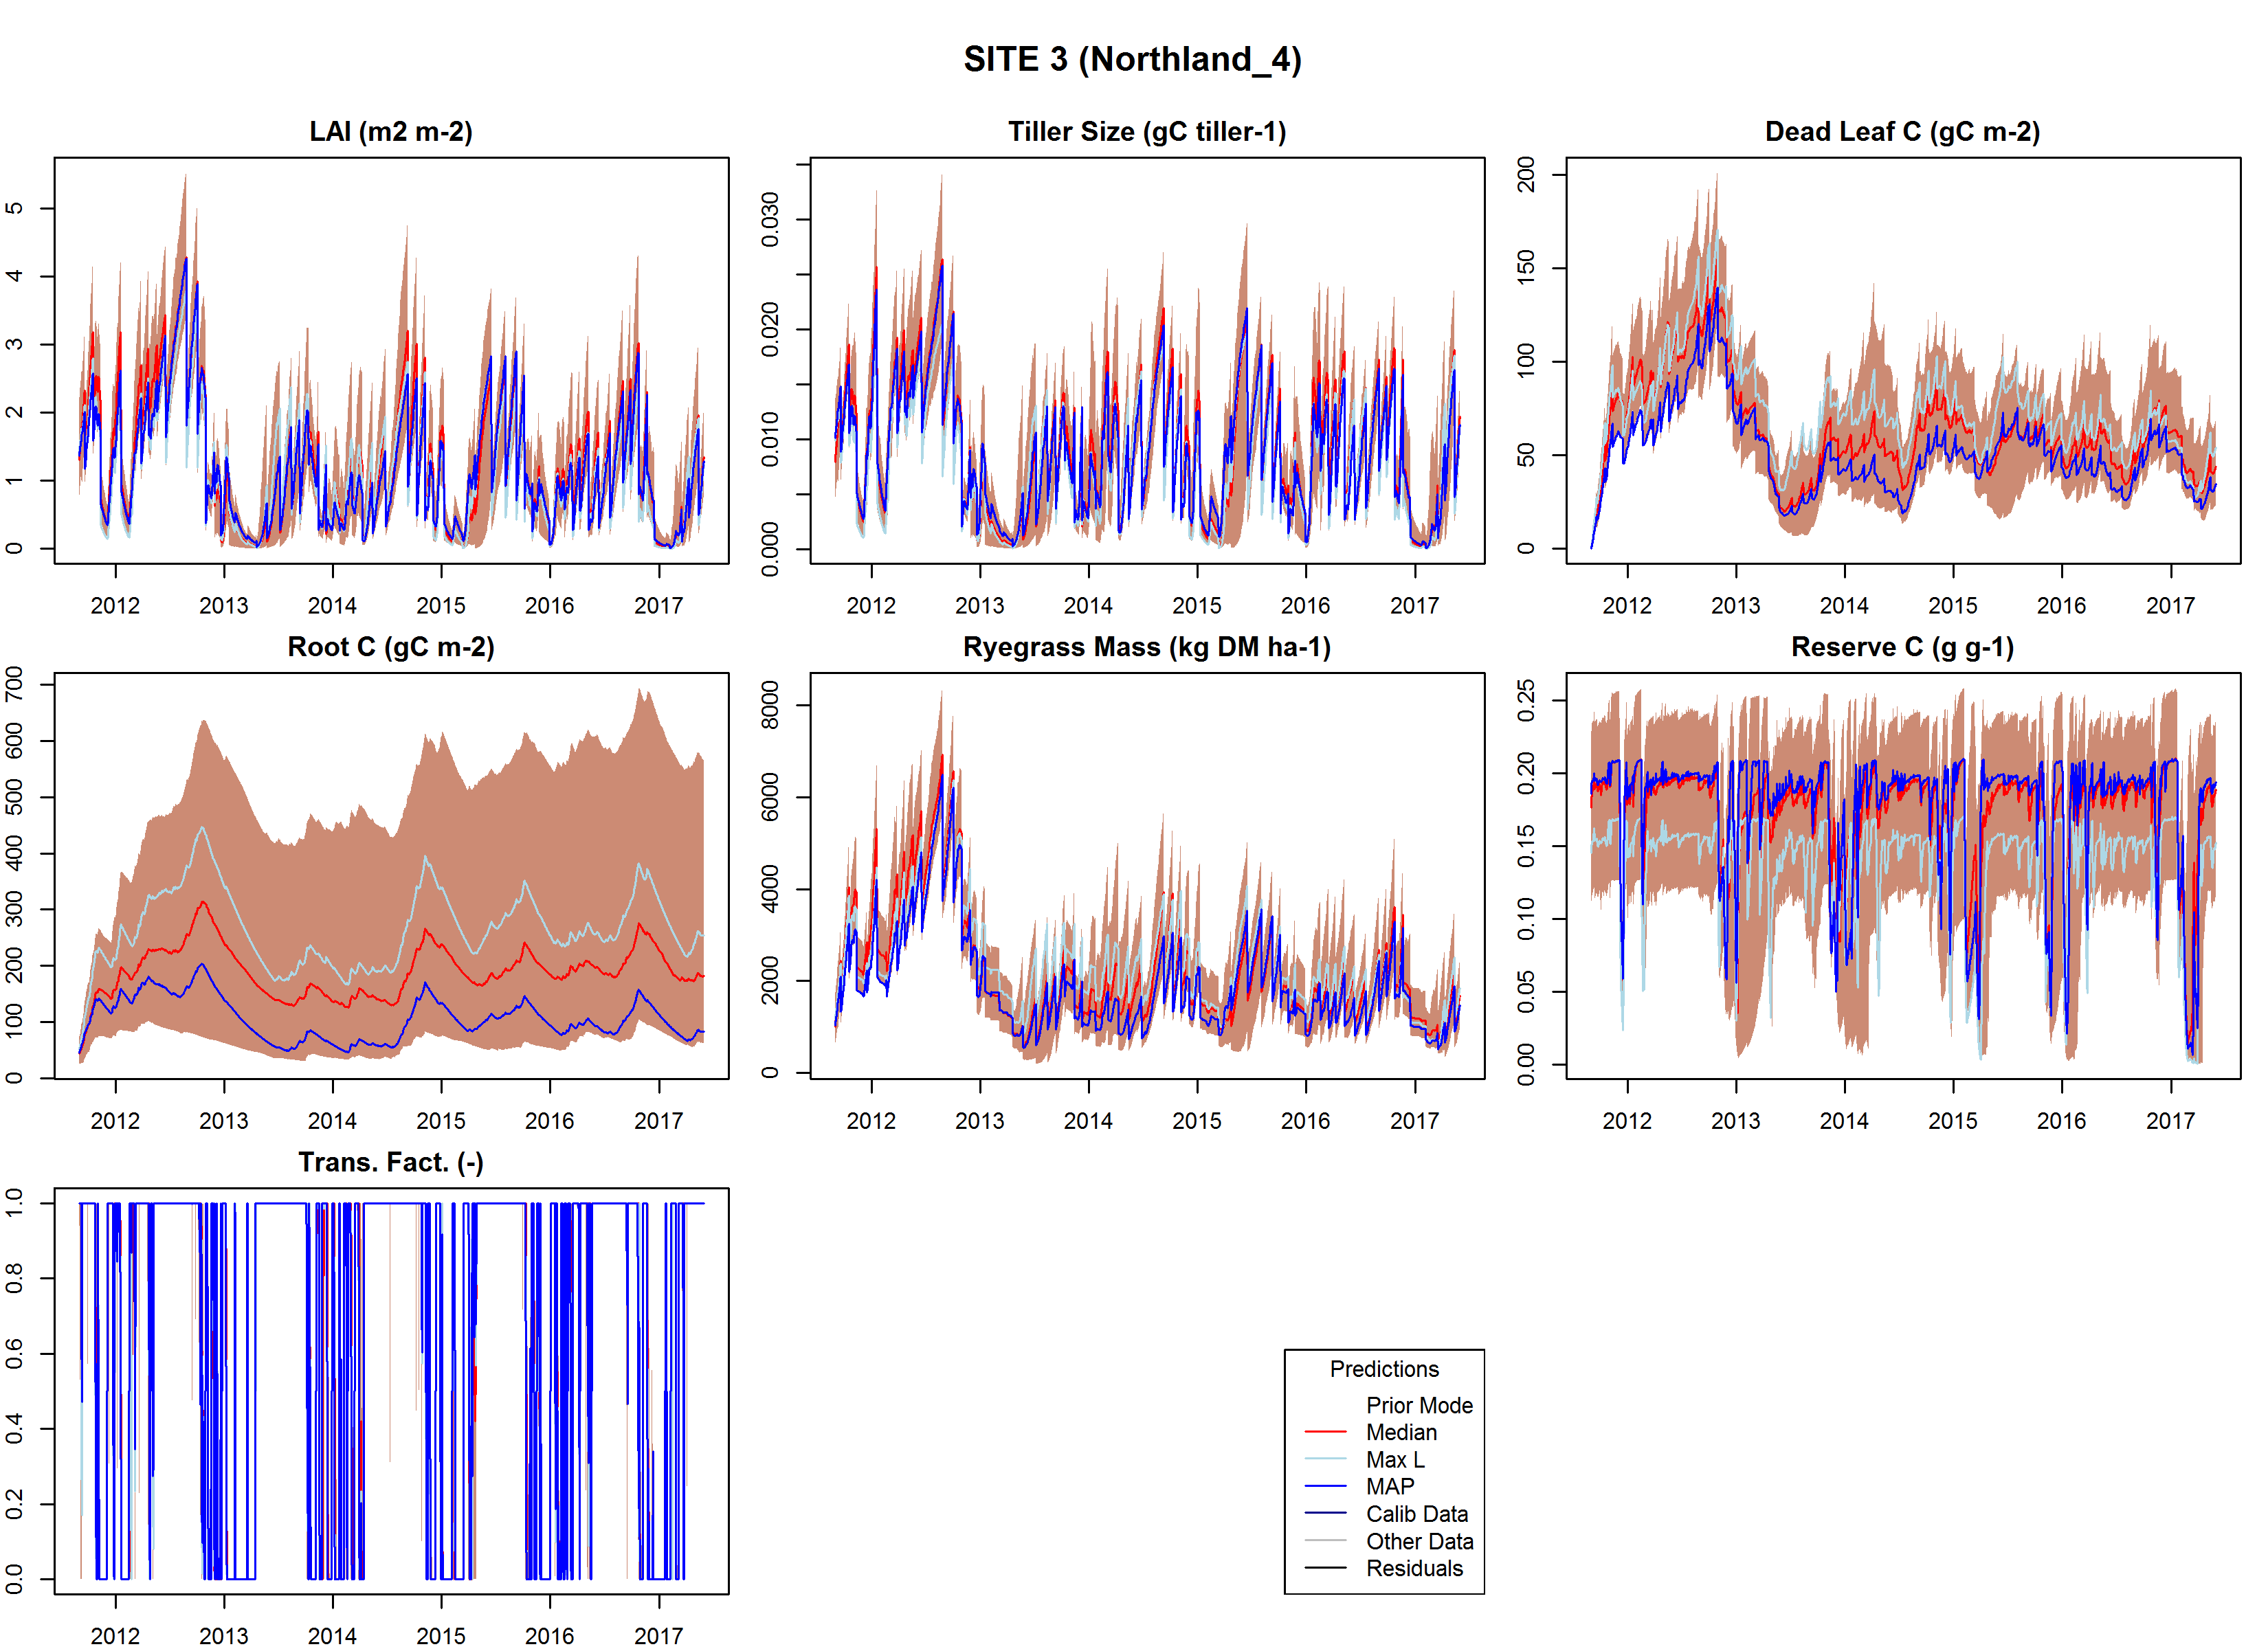 SITE 3 (Northland_4)
LAI (m2 m-2)
0 1 2 3 4 5
2012 2013 2014 2015 2016 2017
Tiller Size (gC tiller-1)
0.000 0.010 0.020 0.030
2012 2013 2014 2015 2016 2017
Dead Leaf C (gC m-2)
0 50 100 150 200
2012 2013 2014 2015 2016 2017
Root C (gC m-2)
0 100 200 300 400 500 600 700
2012 2013 2014 2015 2016 2017
Ryegrass Mass (kg DM ha-1)
0 2000 4000 6000 8000
2012 2013 2014 2015 2016 2017
Reserve C (g g-1)
0.00 0.05 0.10 0.15 0.20 0.25
2012 2013 2014 2015 2016 2017
Trans. Fact. (-)
0.0 0.2 0.4 0.6 0.8 1.0
2012 2013 2014 2015 2016 2017
Predictions
Prior Mode
Median
Max L
MAP
Calib Data
Other Data
Residuals